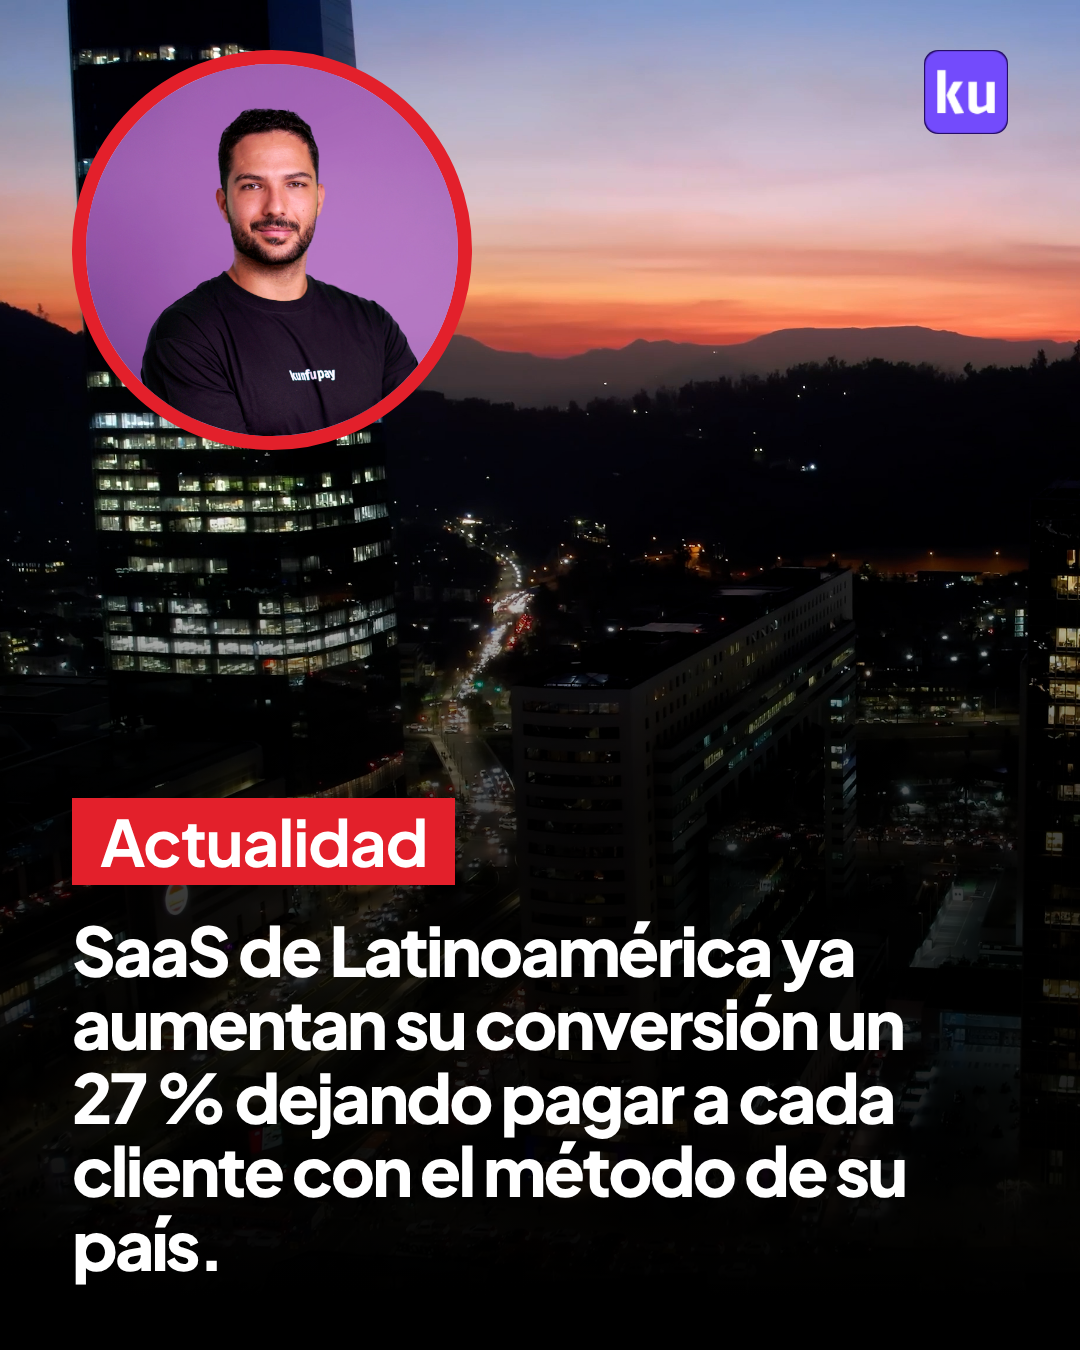 ku
kunfupay
Actualidad
SaaS de Latinoamérica ya
aumentan su conversión un
27 % dejando pagar a cada
cliente con el método de su
país.